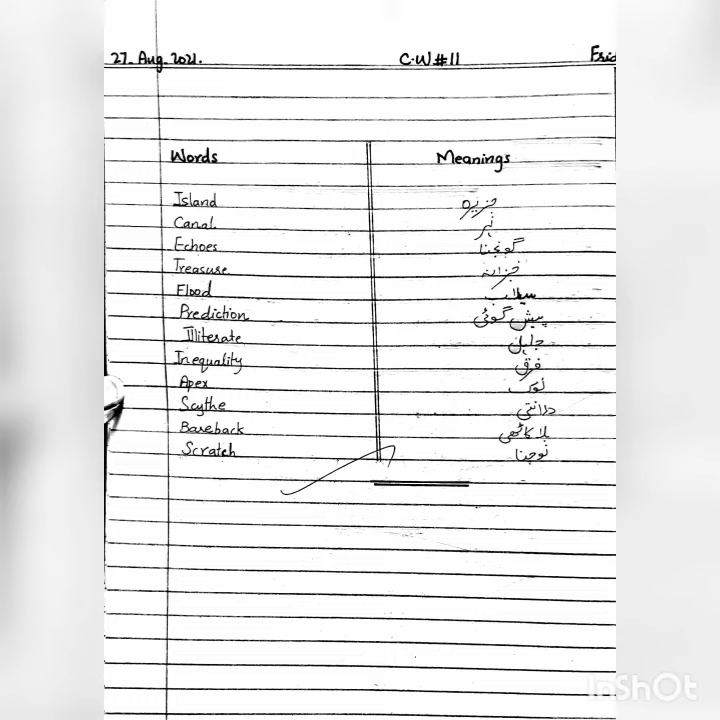 27. Aug. 2021. C.W#11 Frid
Words Meanings
Island جزیرہ
Canal نہر
Echoes گونجنا
Treasure خزانہ
Flood سیلاب
Prediction پیش گوئی
Illiterate جاہل
Inequality فرق
Apex نوک
Scythe درانتی
Bareback بلا کاٹھی
Scratch نوچنا
InShOt